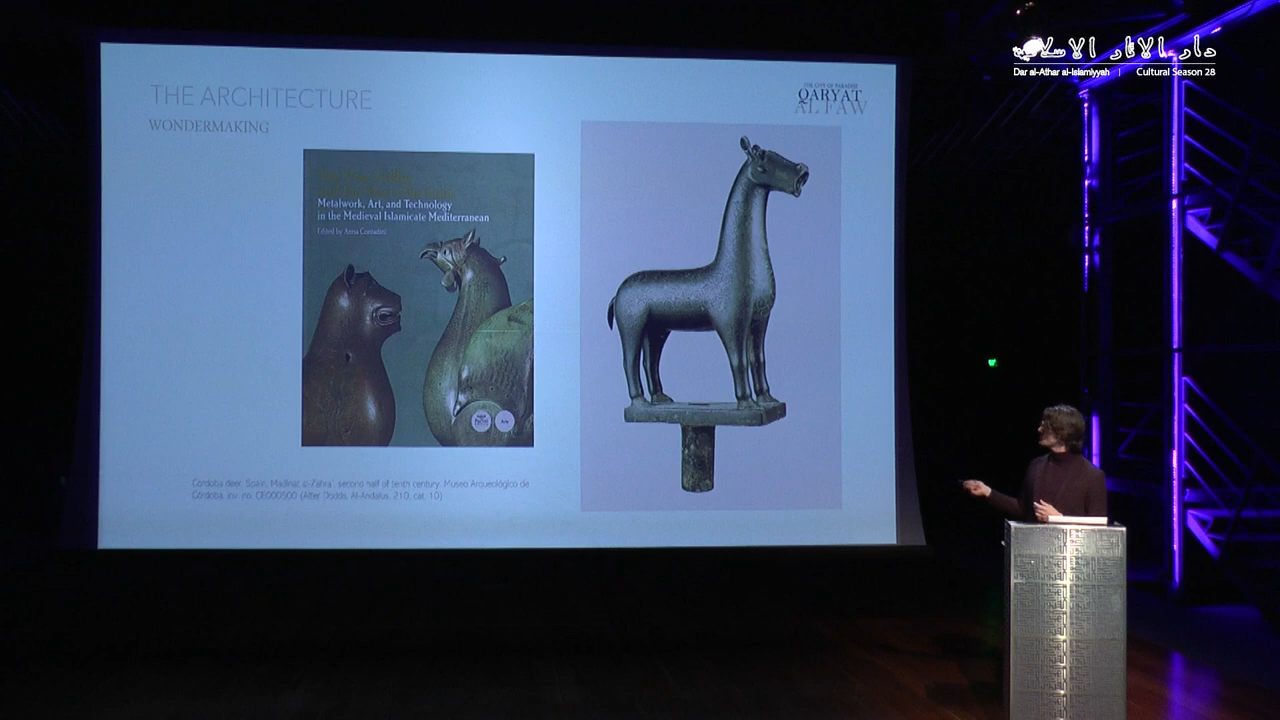 دار الآثار الإسلامية
Dar al-Athar al-Islamiyyah | Cultural Season 28
THE ARCHITECTURE
WONDERMAKING
THE CITY OF PARADISE
QARYAT
AL FAW
Metalwork, Art, and Technology
in the Medieval Islamicate Mediterranean
Edited by Anna Contadini
Cordoba deer, Spain, Madinat al-Zahra', second half of tenth century. Museo Arqueológico de
Córdoba, inv. no. CE000500 (After Dodds, Al-Andalus, 210, cat. 10)